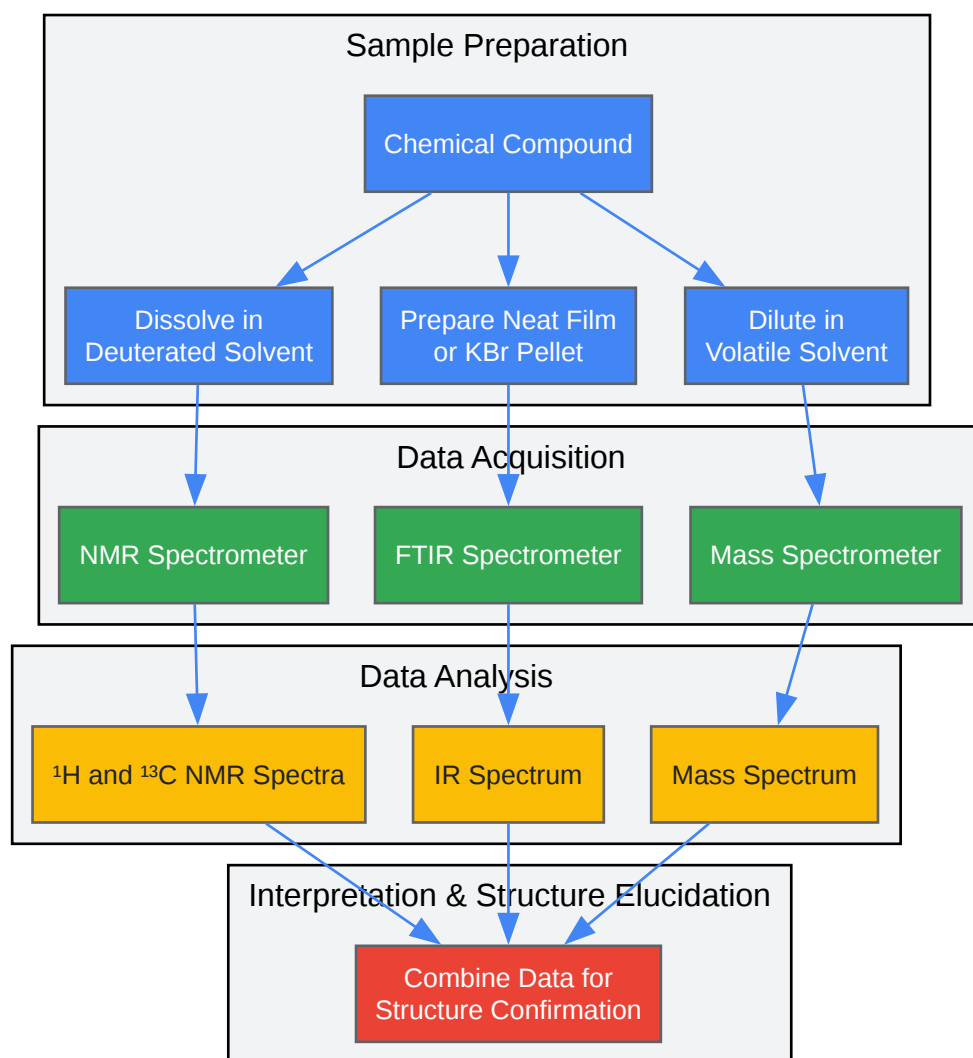 Sample Preparation
Chemical Compound
Dissolve in
Deuterated Solvent
Prepare Neat Film
or KBr Pellet
Dilute in
Volatile Solvent
Data Acquisition
NMR Spectrometer
FTIR Spectrometer
Mass Spectrometer
Data Analysis
¹H and ¹³C NMR Spectra
IR Spectrum
Mass Spectrum
Interpretation & Structure Elucidation
Combine Data for
Structure Confirmation